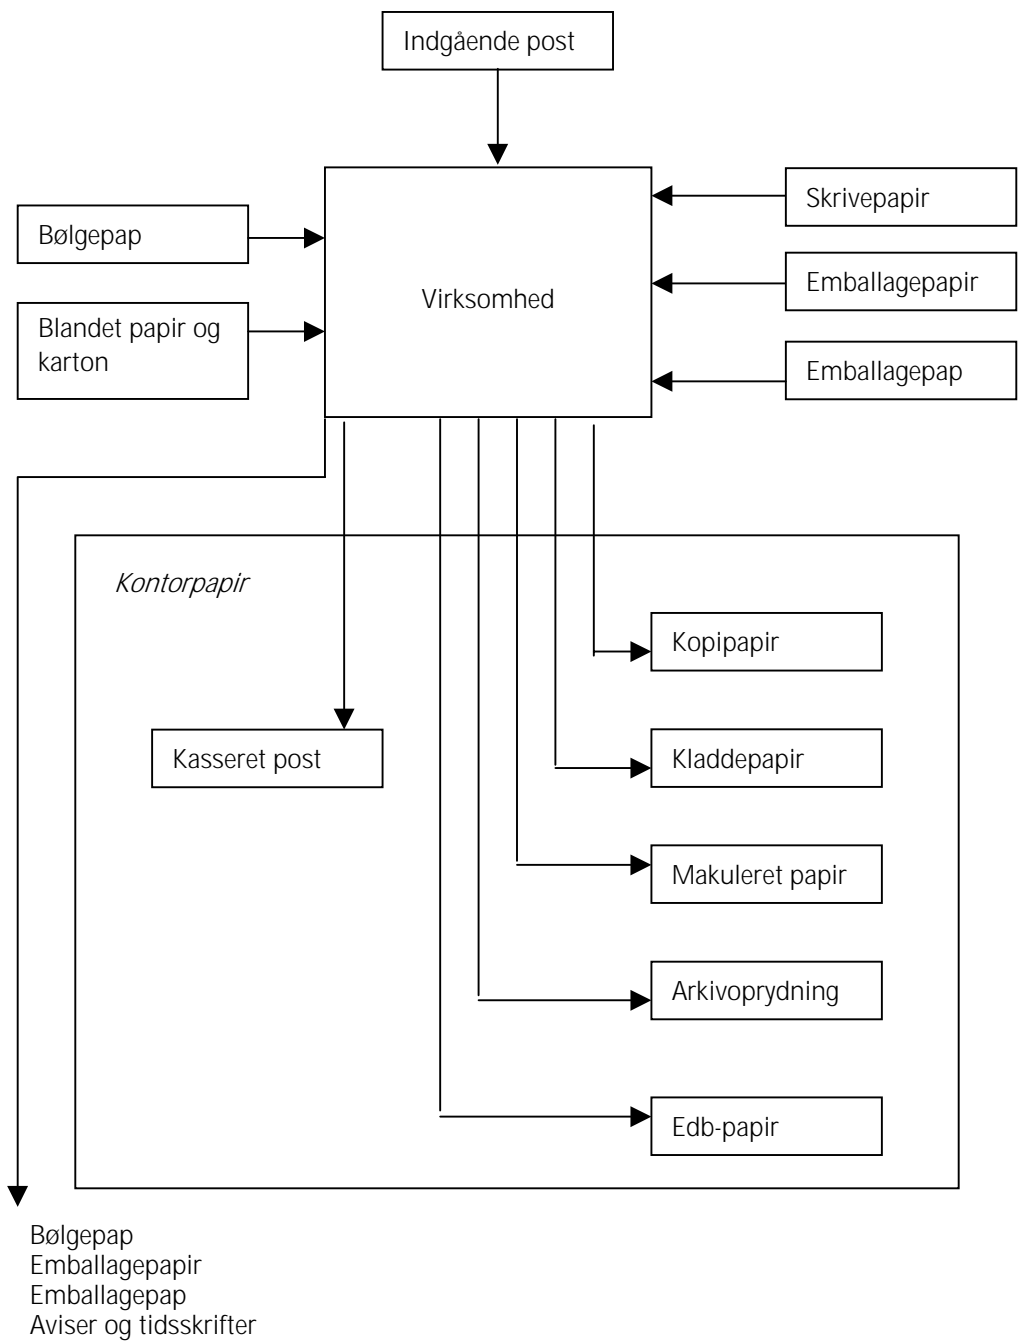 Indgående post
Skrivepapir
Bølgepap
Emballagepapir
Virksomhed
Blandet papir og
karton
Emballagepap
Kontorpapir
Kopipapir
Kasseret post
Kladdepapir
Makuleret papir
Arkivoprydning
Edb-papir
Bølgepap
Emballagepapir
Emballagepap
Aviser og tidsskrifter